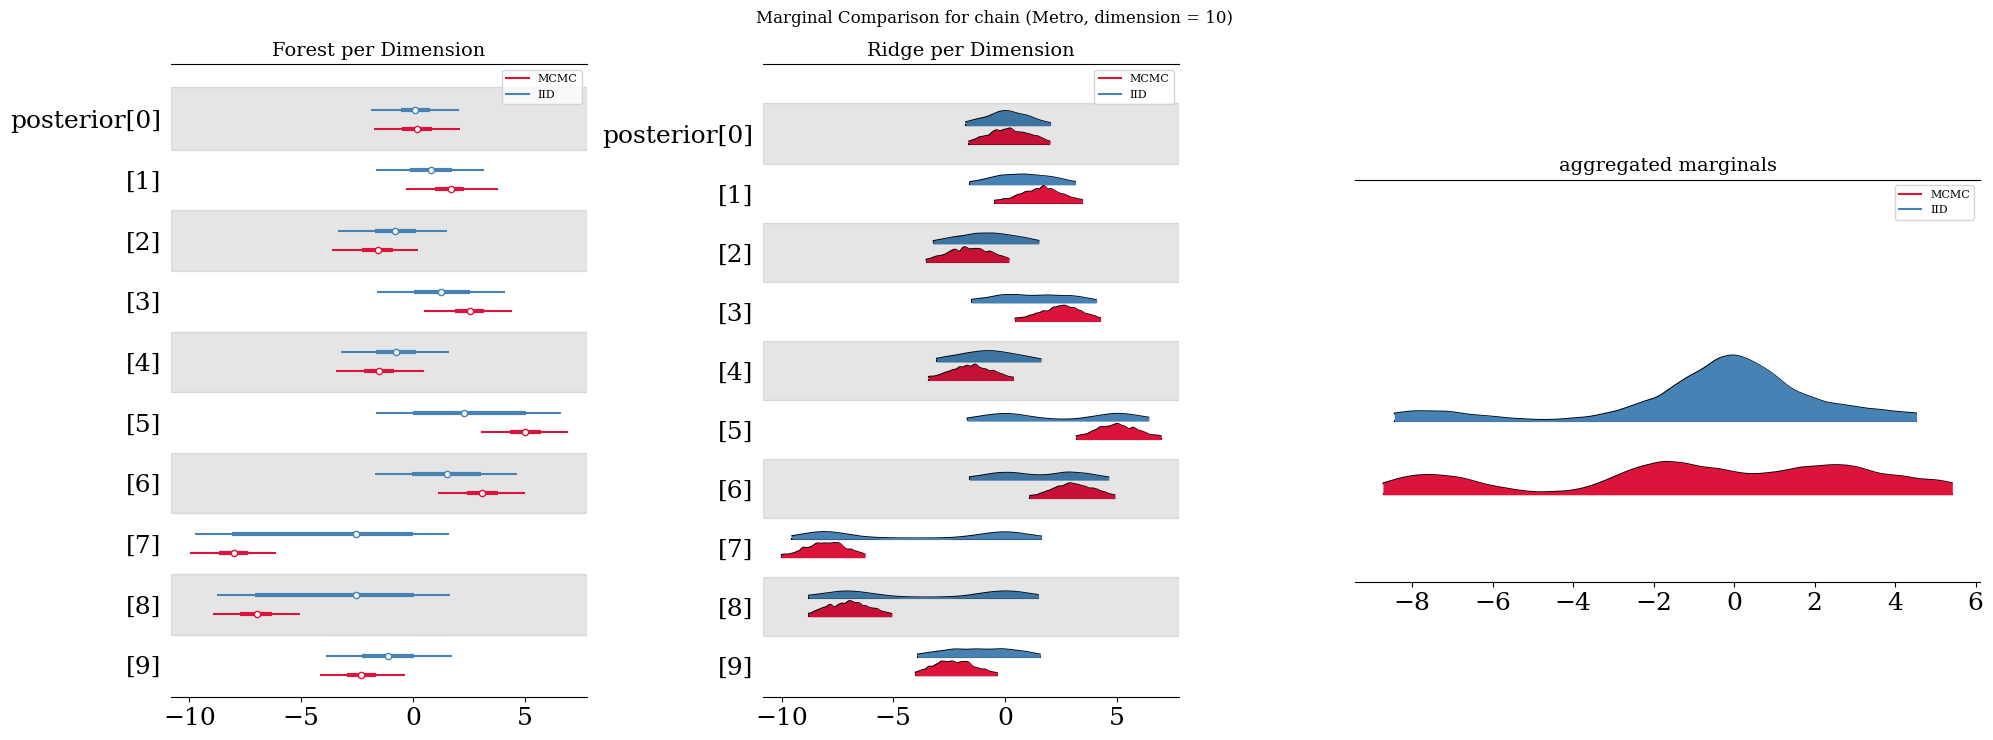 Marginal Comparison for chain (Metro, dimension = 10)
Forest per Dimension
MCMC
IID
posterior[0]
[1]
[2]
[3]
[4]
[5]
[6]
[7]
[8]
[9]
−10 −5 0 5
Ridge per Dimension
MCMC
IID
posterior[0]
[1]
[2]
[3]
[4]
[5]
[6]
[7]
[8]
[9]
−10 −5 0 5
aggregated marginals
MCMC
IID
−8 −6 −4 −2 0 2 4 6